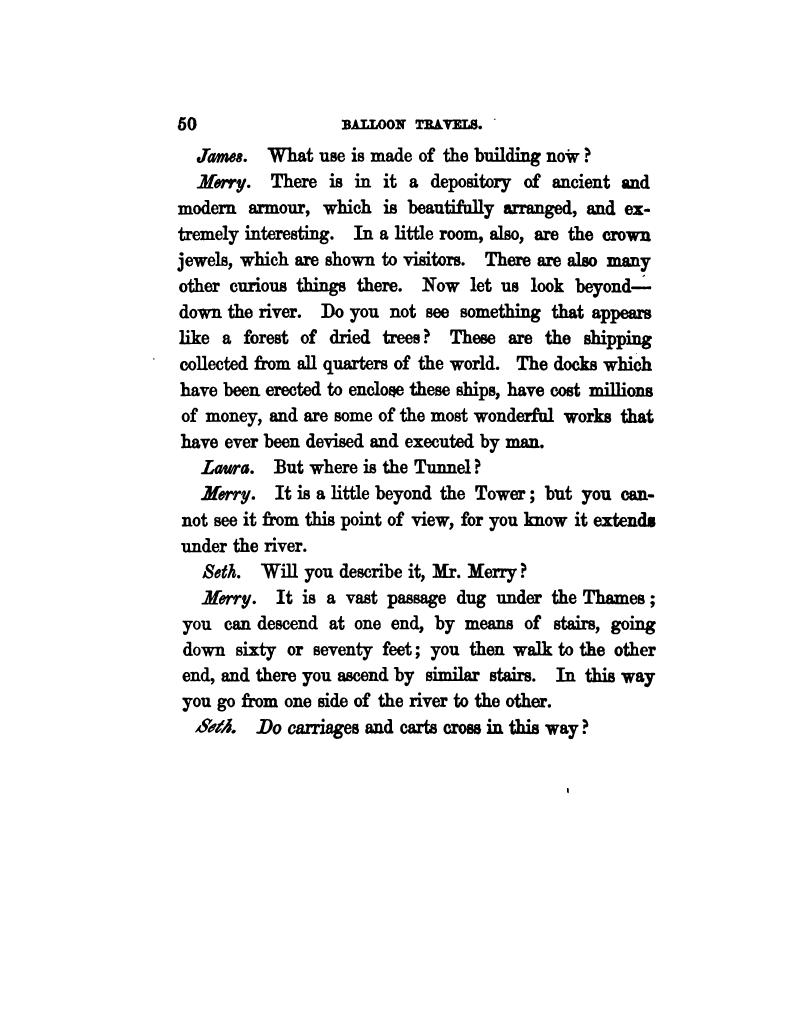 50 BALLOON TRAVELS.
James. What use is made of the building now?
Merry. There is in it a depository of ancient and
modern armour, which is beautifully arranged, and ex-
tremely interesting. In a little room, also, are the crown
jewels, which are shown to visitors. There are also many
other curious things there. Now let us look beyond—
down the river. Do you not see something that appears
like a forest of dried trees? These are the shipping
collected from all quarters of the world. The docks which
have been erected to enclose these ships, have cost millions
of money, and are some of the most wonderful works that
have ever been devised and executed by man.
Laura. But where is the Tunnel?
Merry. It is a little beyond the Tower; but you can-
not see it from this point of view, for you know it extends
under the river.
Seth. Will you describe it, Mr. Merry?
Merry. It is a vast passage dug under the Thames;
you can descend at one end, by means of stairs, going
down sixty or seventy feet; you then walk to the other
end, and there you ascend by similar stairs. In this way
you go from one side of the river to the other.
Seth. Do carriages and carts cross in this way?